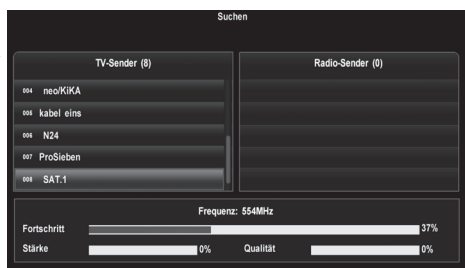 Suchen
TV-Sender (8)
Radio-Sender (0)
004 neo/KiKA
005 kabel eins
006 N24
007 ProSieben
008 SAT.1
Frequenz: 554MHz
Fortschritt 37%
Stärke 0% Qualität 0%